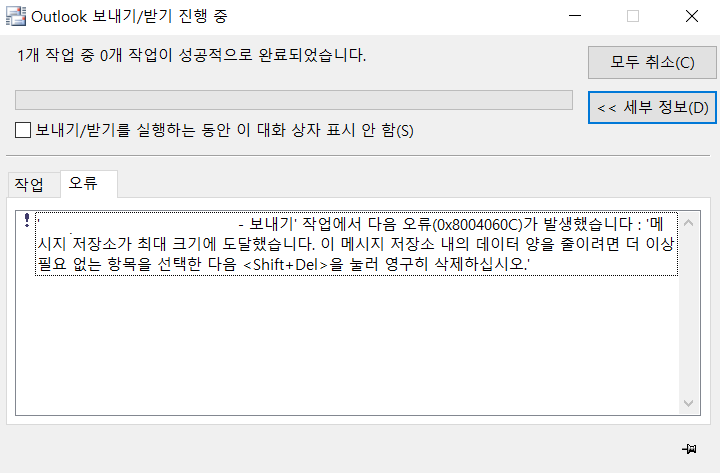 Outlook 보내기/받기 진행 중
1개 작업 중 0개 작업이 성공적으로 완료되었습니다.
모두 취소(C)
<< 세부 정보(D)
보내기/받기를 실행하는 동안 이 대화 상자 표시 안 함(S)
작업
오류
' - 보내기' 작업에서 다음 오류(0x8004060C)가 발생했습니다 : '메
시지 저장소가 최대 크기에 도달했습니다. 이 메시지 저장소 내의 데이터 양을 줄이려면 더 이상
필요 없는 항목을 선택한 다음 <Shift+Del>을 눌러 영구히 삭제하십시오.'